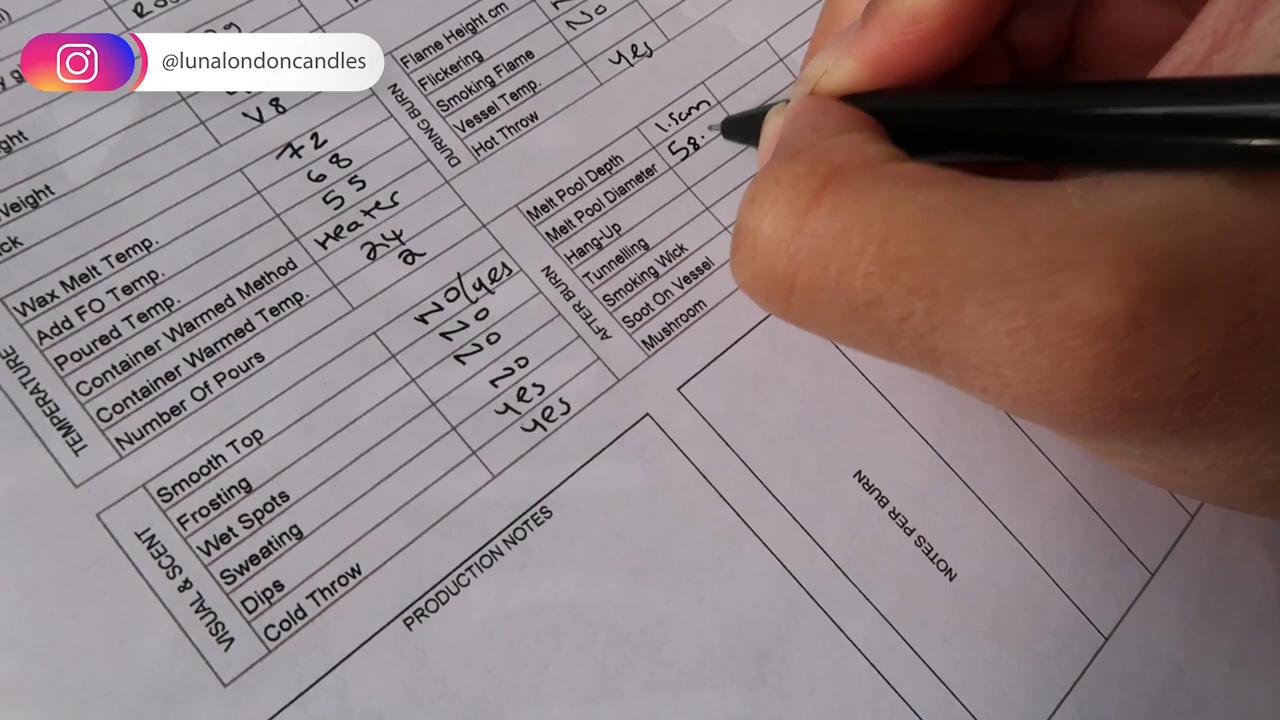 @lunalondoncandles
V8
Wax Melt Temp. 72
Add FO Temp. 68
Poured Temp. 55
Container Warmed Method Heater
Container Warmed Temp. 24
Number Of Pours 2
TEMPERATURE
Smooth Top No/yes
Frosting No
Wet Spots No
Sweating No
Dips yes
Cold Throw yes
VISUAL & SCENT
PRODUCTION NOTES
Flame Height cm
Flickering
Smoking Flame No
Vessel Temp.
Hot Throw yes
DURING BURN
Melt Pool Depth 1.5cm
Melt Pool Diameter 58.
Hang-Up
Tunnelling
Smoking Wick
Soot On Vessel
Mushroom
AFTER BURN
NOTES PER BURN